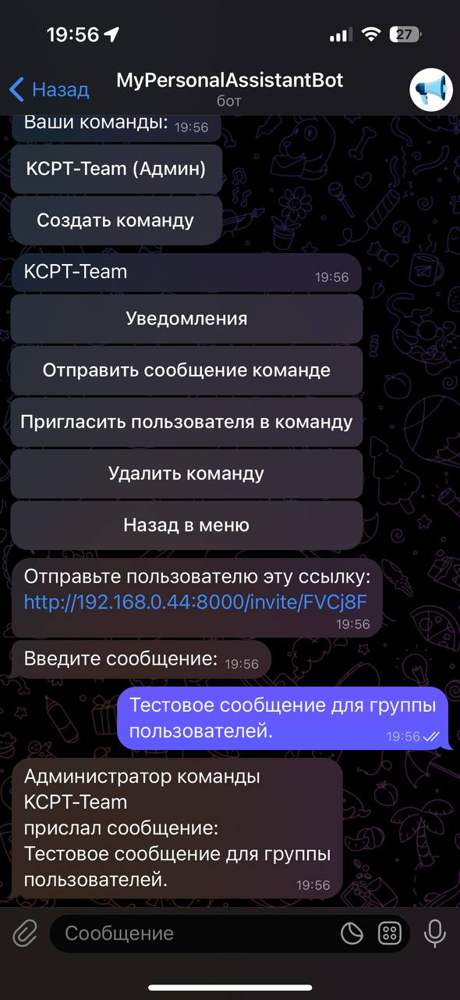 19:56
27
Назад
MyPersonalAssistantBot
бот
Ваши команды: 19:56
KCPT-Team (Админ)
Создать команду
KCPT-Team 19:56
Уведомления
Отправить сообщение команде
Пригласить пользователя в команду
Удалить команду
Назад в меню
Отправьте пользователю эту ссылку:
http://192.168.0.44:8000/invite/FVCj8F
19:56
Введите сообщение: 19:56
Тестовое сообщение для группы
пользователей. 19:56
Администратор команды
KCPT-Team
прислал сообщение:
Тестовое сообщение для группы
пользователей. 19:56
Сообщение